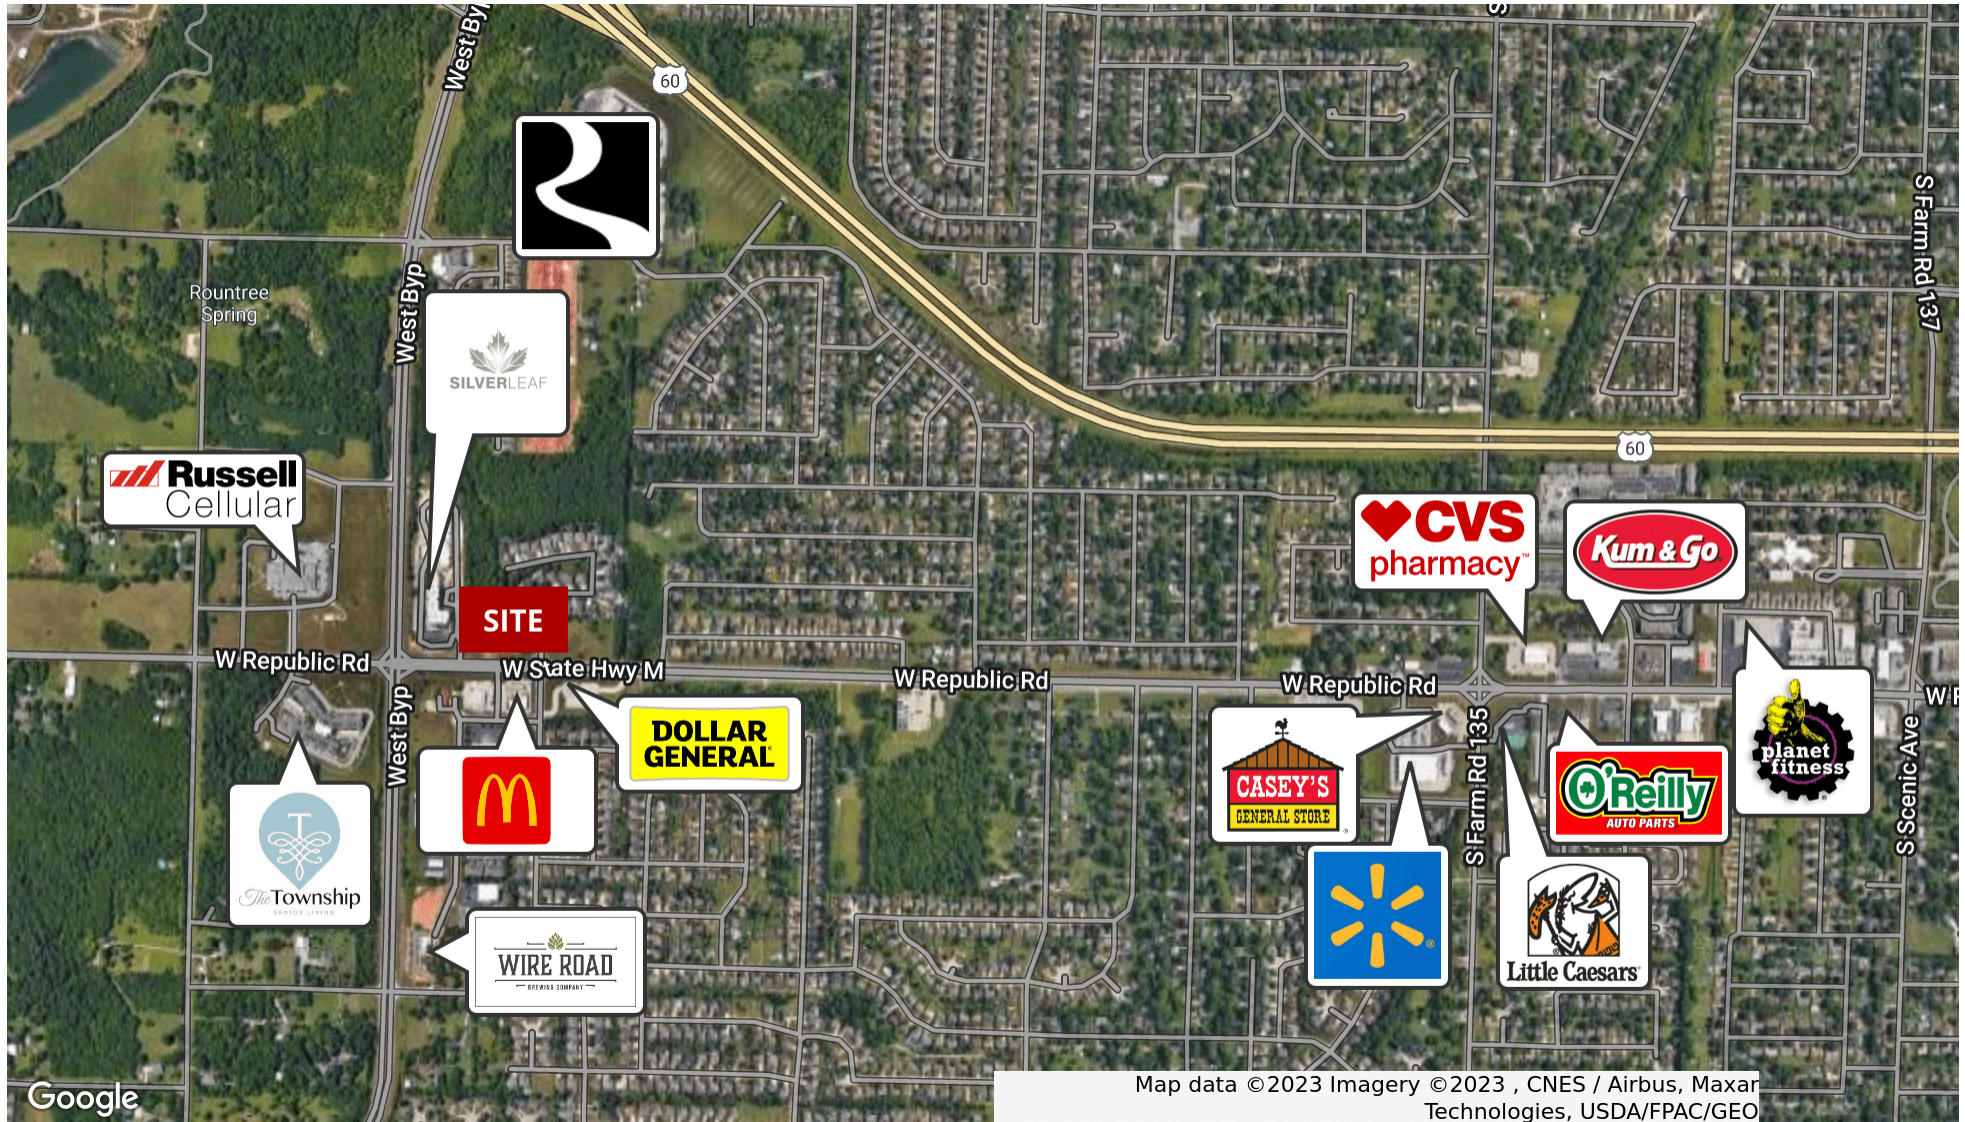 West Byp
S
60
S Farm Rd 137
Rountree
Spring
West Byp
SILVERLEAF
Russell
Cellular
60
CVS
pharmacy™
Kum & Go
SITE
W Republic Rd
W State Hwy M
W Republic Rd
W Republic Rd
W R
West Byp
DOLLAR
GENERAL
CASEY'S
GENERAL STORE
S Farm Rd 135
O'Reilly
AUTO PARTS
planet
fitness
S Scenic Ave
T
The Township
SENIOR LIVING
M
Little Caesars
WIRE ROAD
BREWING COMPANY
Google
Map data ©2023 Imagery ©2023 , CNES / Airbus, Maxar
Technologies, USDA/FPAC/GEO